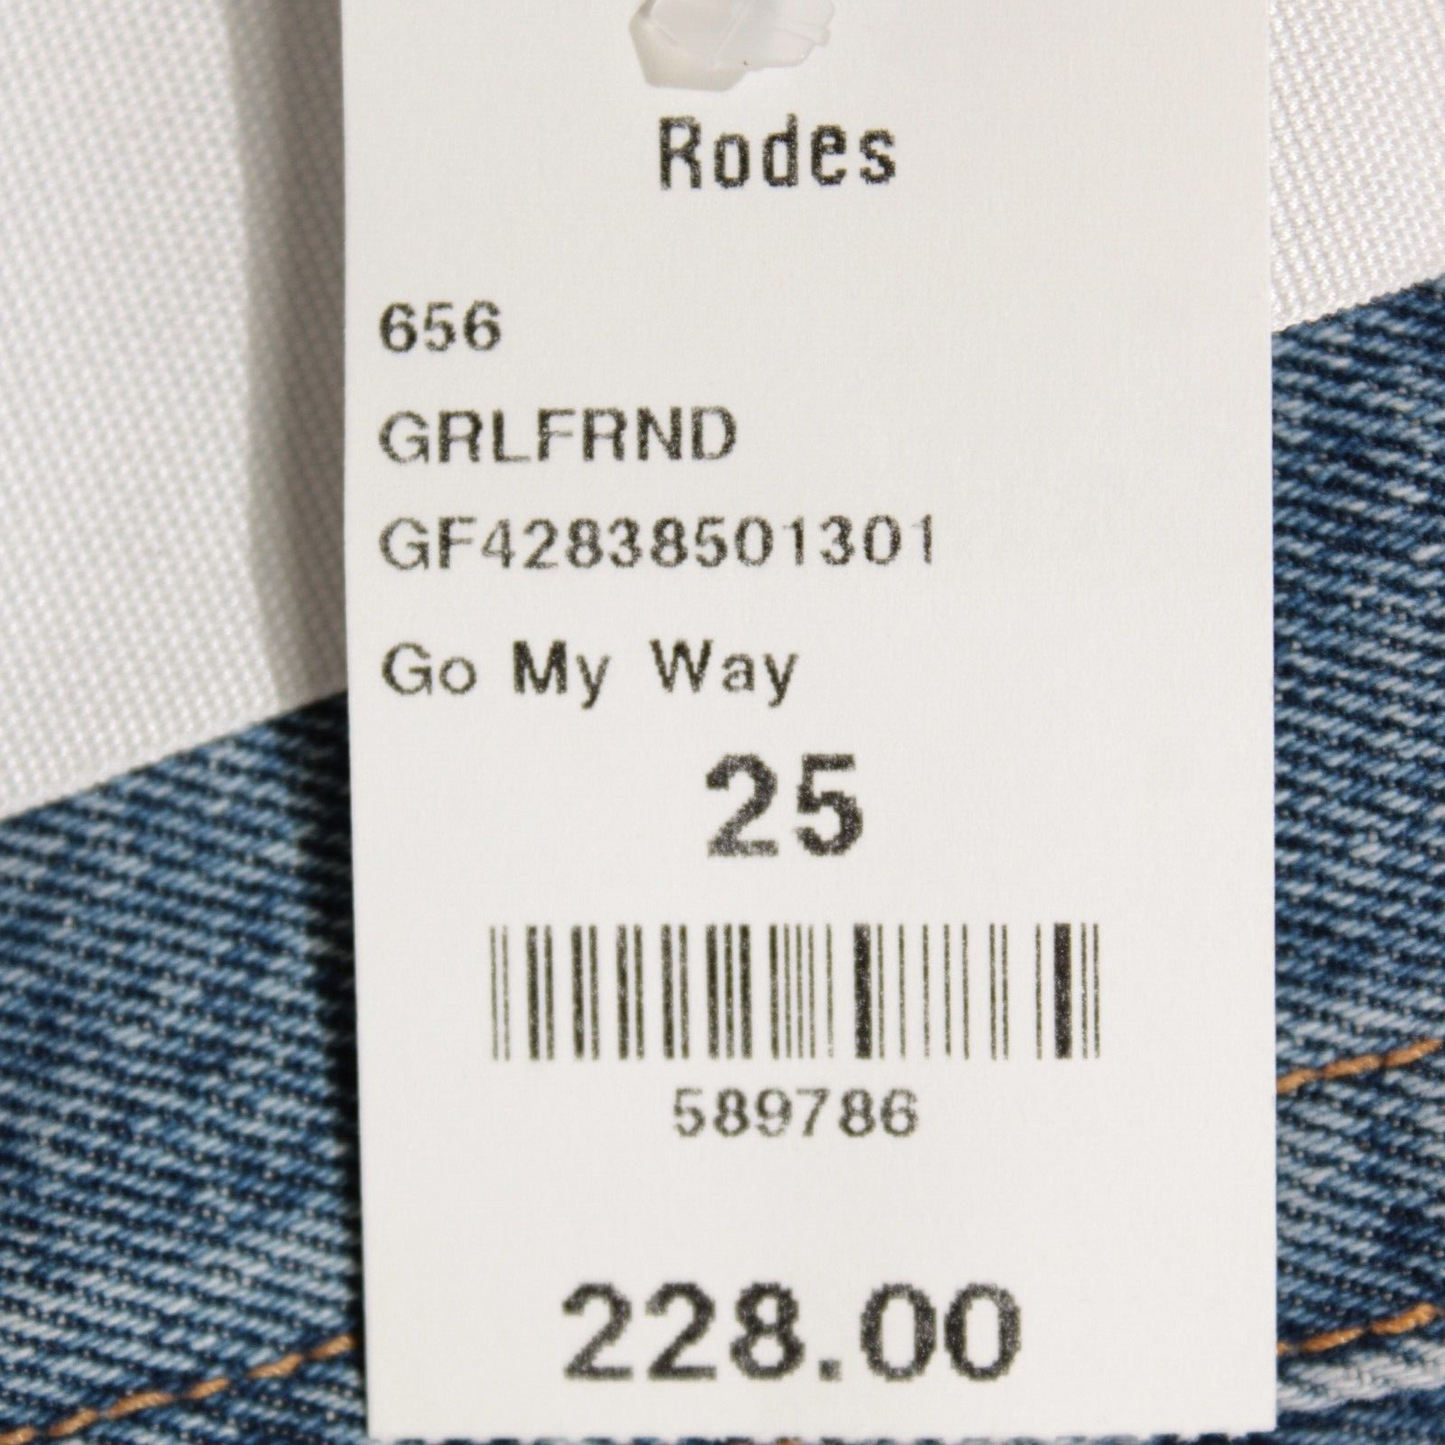 Rodes
656
GRLFRND
GF42838501301
Go My Way
25
589786
228.00